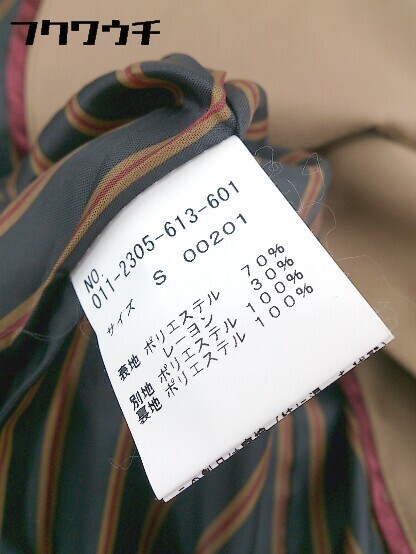 フクワウチ
NO.
011-2305-613-601
サイズ S 00201
表地 ポリエステル 70%
レーヨン 30%
別地 ポリエステル 100%
裏地 ポリエステル 100%